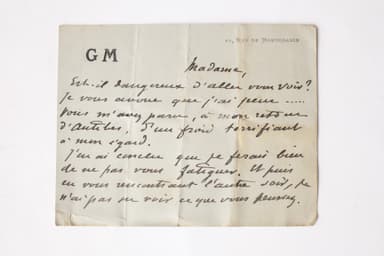 GM
Rue de Montchanin
Madame,
Est-il dangereux d'aller vous voir?
Je vous avoue que j'ai peur .....
Vous m'avez paru, à mon retour
d'Antibes, d'un froid terrifiant
à mon égard.
J'en ai conclu que je ferais bien
de ne pas vous fatiguer. Et puis
en vous rencontrant l'autre soir, je
n'ai pas su voir ce que vous pensiez.